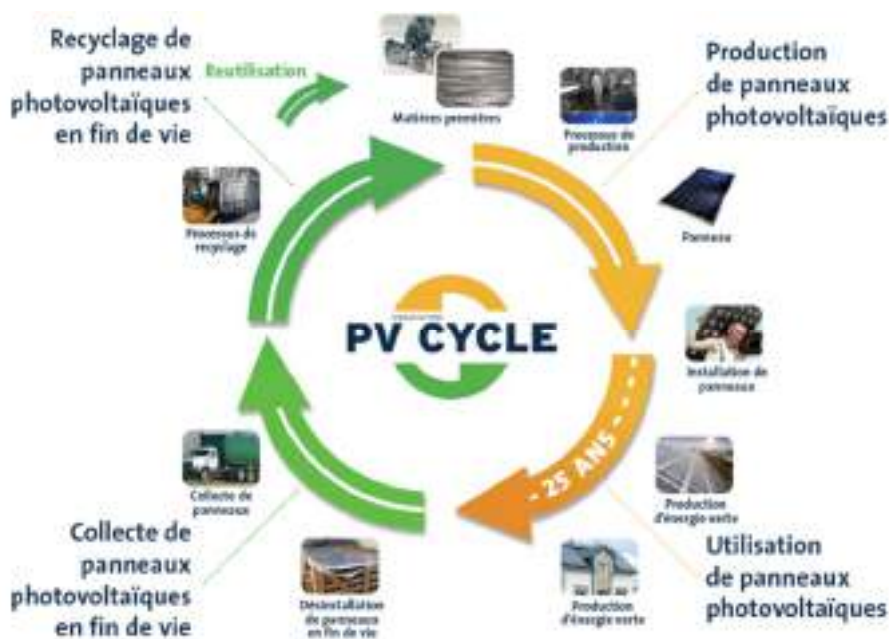 Recyclage de
panneaux
photovoltaïques
en fin de vie
Reutilisation
Matières premières
Processus de
production
Production
de panneaux
photovoltaïques
Processus de
recyclage
Panneau
PV CYCLE
Installation de
panneaux
25 ANS
Production
d'énergie verte
Collecte de
panneaux
Collecte de
panneaux
photovoltaïques
en fin de vie
Désinstallation
de panneaux
en fin de vie
Production
d'énergie verte
Utilisation
de panneaux
photovoltaïques